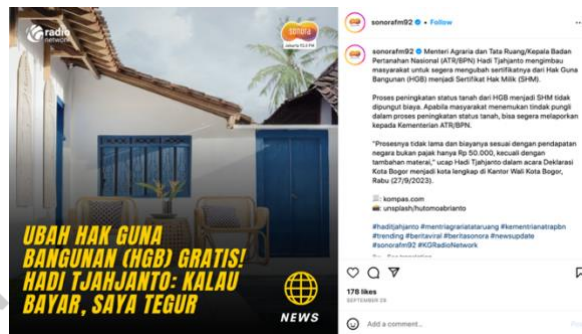 radio
network
sonora
UBAH HAK GUNA
BANGUNAN (HGB) GRATIS!
HADI TJAHJANTO: KALAU
BAYAR, SAYA TEGUR
NEWS
sonorafm92 • Follow
sonorafm92 Menteri Agraria dan Tata Ruang/Kepala Badan
Pertanahan Nasional (ATR/BPN) Hadi Tjahjanto mengimbau
masyarakat untuk segera mengubah sertifikatnya dari Hak Guna
Bangunan (HGB) menjadi Sertifikat Hak Milik (SHM).
Proses peningkatan status tanah dari HGB menjadi SHM tidak
dipungut biaya. Apabila masyarakat menemukan tindak pungli
dalam proses peningkatan status tanah, bisa segera melaporkan
kepada Kementerian ATR/BPN.
"Prosesnya tidak lama dan biayanya sesuai dengan pendapatan
negara bukan pajak hanya Rp 50.000, kecuali dengan
tambahan materai," ucap Hadi Tjahjanto dalam acara Deklarasi
Kota Bogor menjadi kota lengkap di Kantor Wali Kota Bogor,
Rabu (27/9/2023).
: kompas.com
: unsplash/hutomoabrianto
#haditjahjanto #mentriagrariatataruang #kementrianatrapbn
#trending #beritaviral #beritasonora #newsupdate
#sonorafm92 #KGRadioNetwork
178 likes
SEPTEMBER 28
Add a comment...